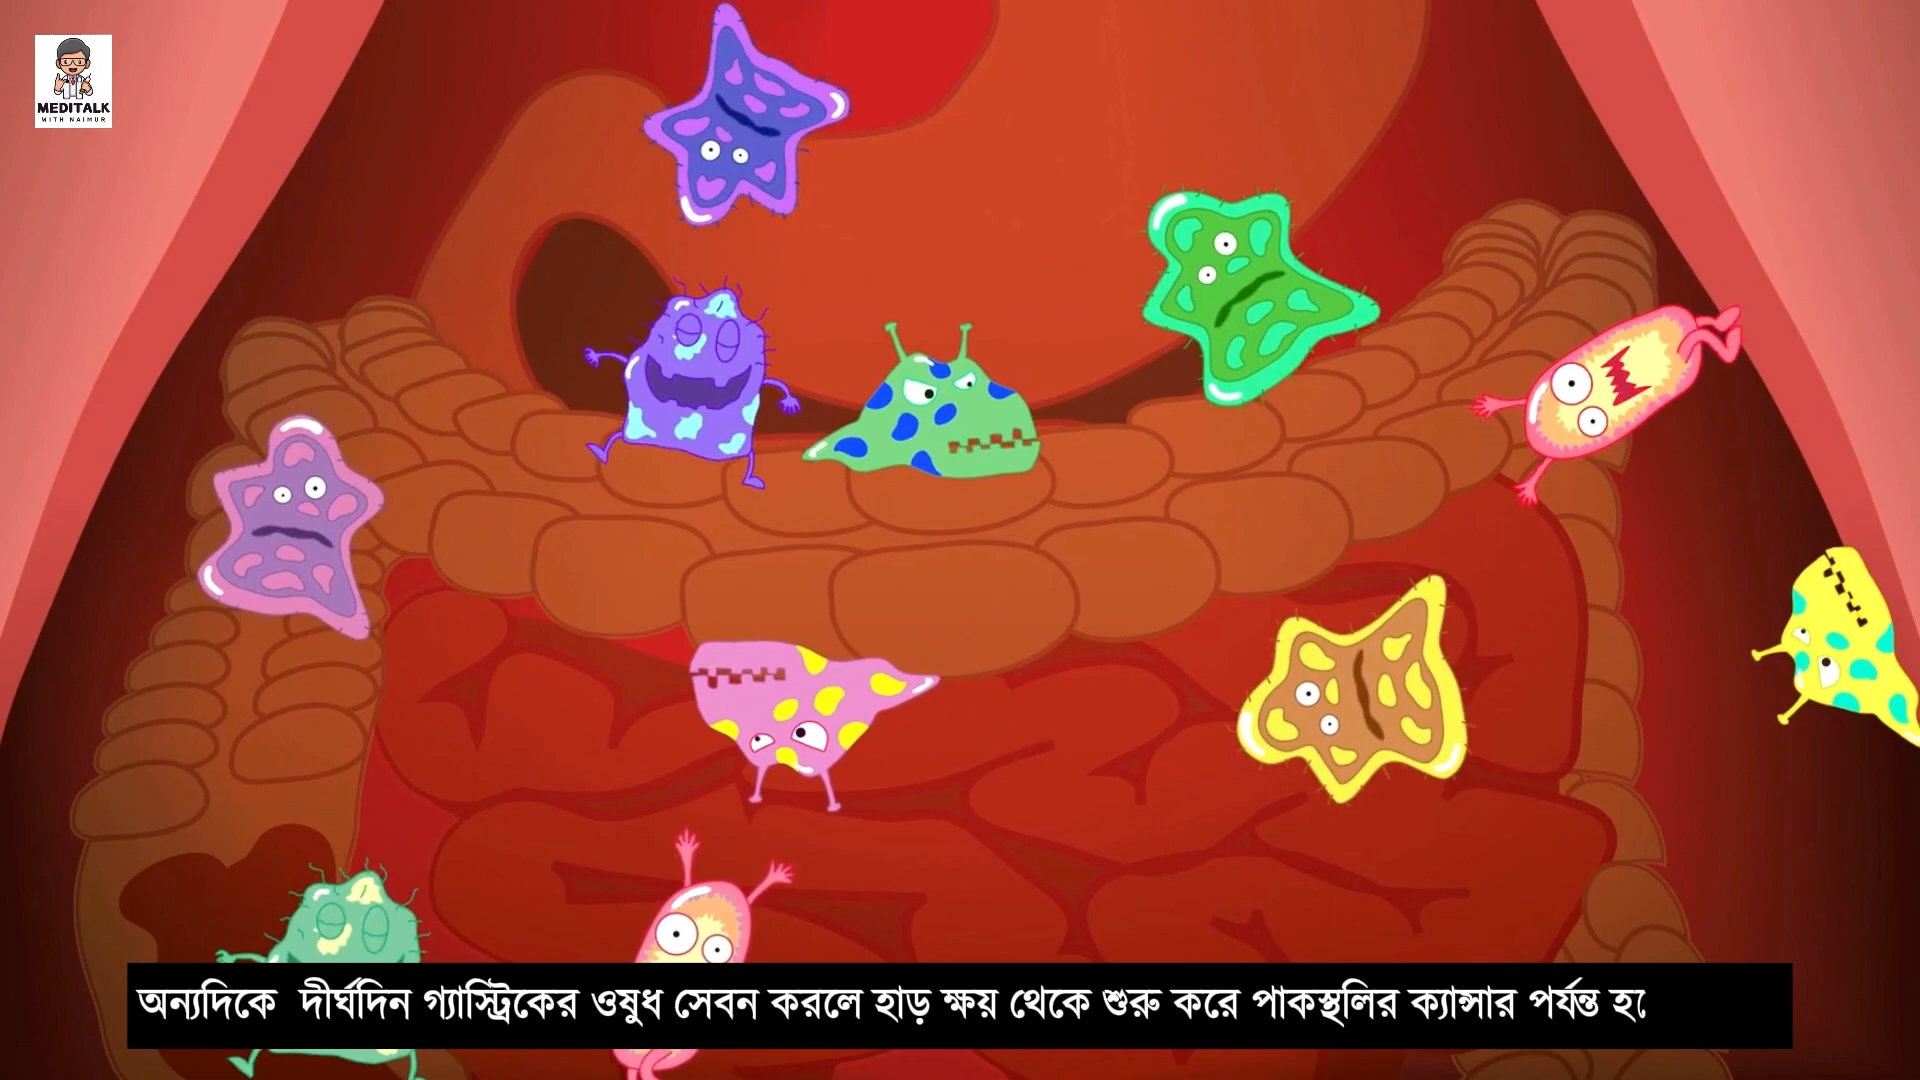 MEDITALK
WITH NAIMUR
অন্যদিকে দীর্ঘদিন গ্যাস্ট্রিকের ওষুধ সেবন করলে হাড় ক্ষয় থেকে শুরু করে পাকস্থলির ক্যান্সার পর্যন্ত